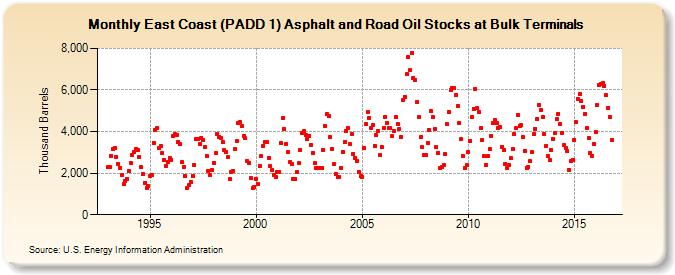 Monthly East Coast (PADD 1) Asphalt and Road Oil Stocks at Bulk Terminals
Thousand Barrels
8,000
6,000
4,000
2,000
0
1995 2000 2005 2010 2015
Source: U.S. Energy Information Administration